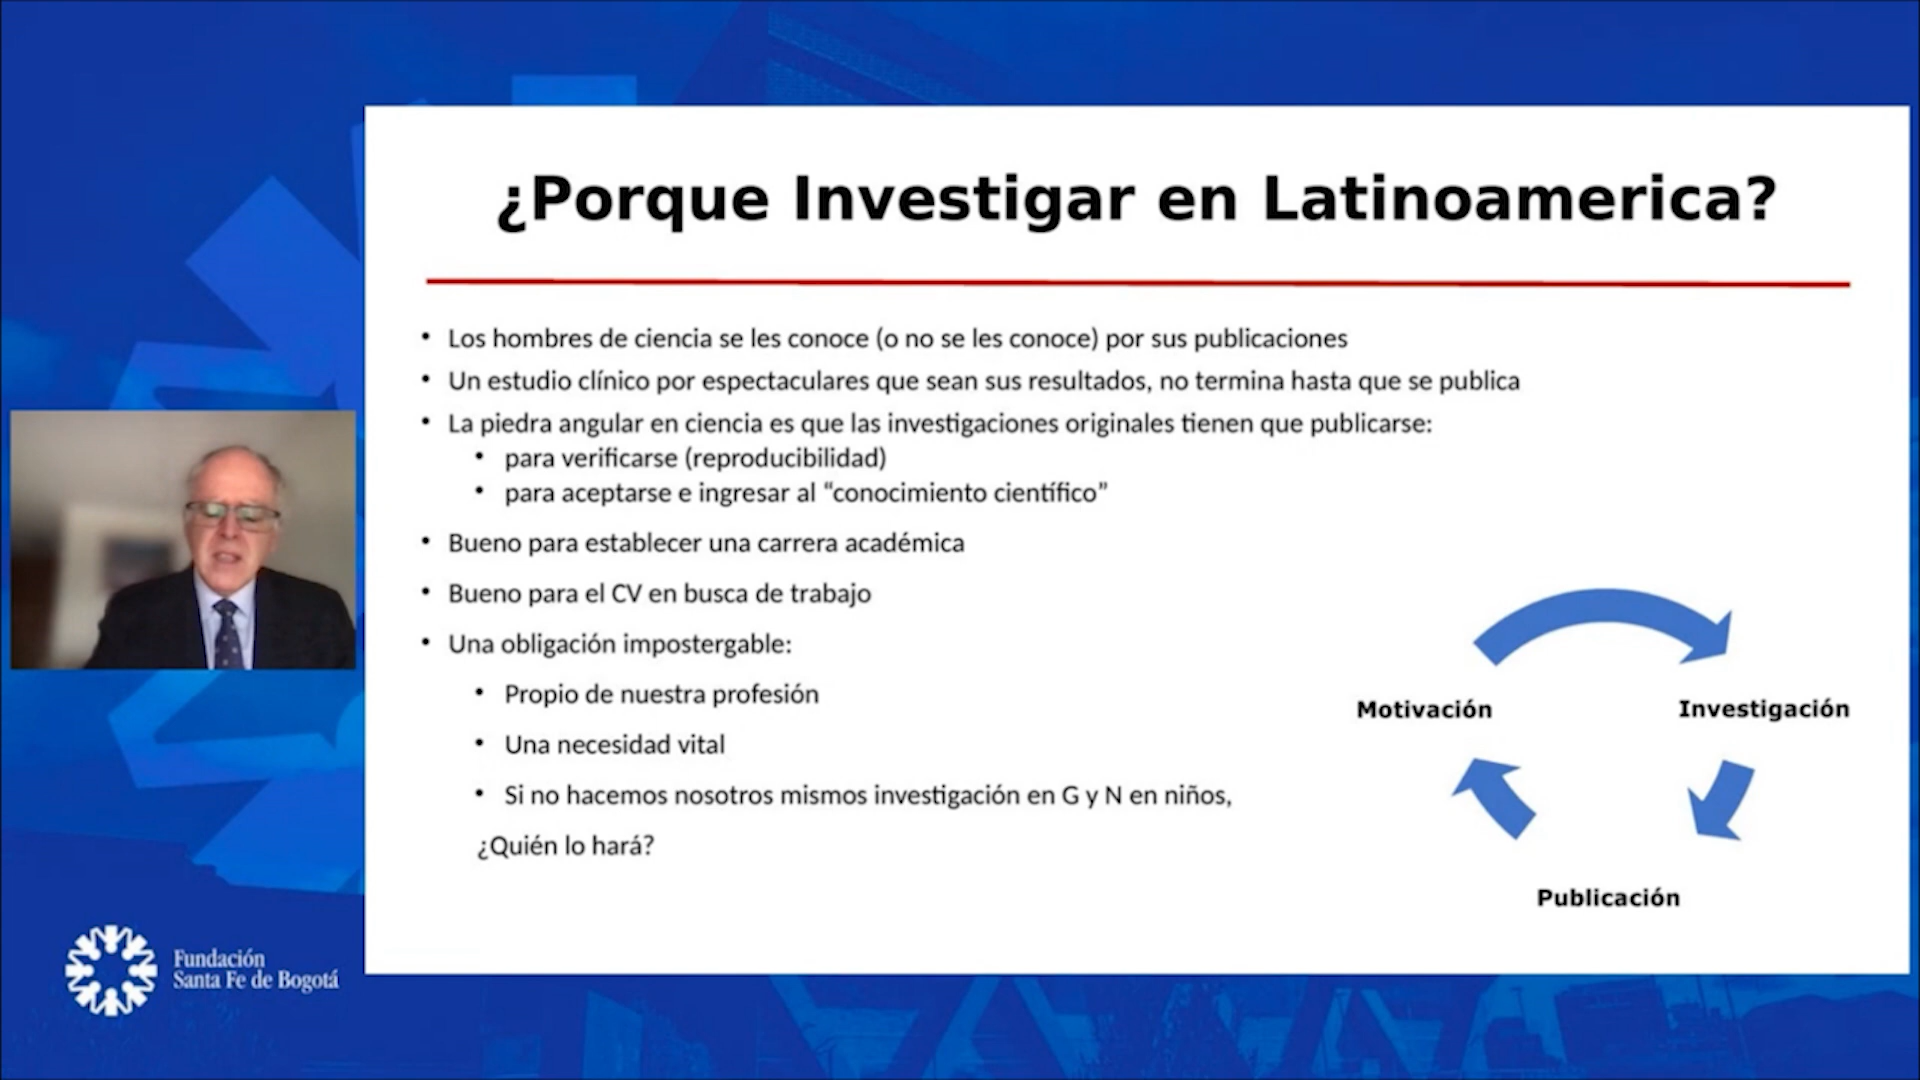 ¿Porque Investigar en Latinoamerica?
• Los hombres de ciencia se les conoce (o no se les conoce) por sus publicaciones
• Un estudio clínico por espectaculares que sean sus resultados, no termina hasta que se publica
• La piedra angular en ciencia es que las investigaciones originales tienen que publicarse:
• para verificarse (reproducibilidad)
• para aceptarse e ingresar al “conocimiento científico”
• Bueno para establecer una carrera académica
• Bueno para el CV en busca de trabajo
• Una obligación impostergable:
• Propio de nuestra profesión
• Una necesidad vital
• Si no hacemos nosotros mismos investigación en G y N en niños,
¿Quién lo hará?
Motivación
Investigación
Publicación
Fundación
Santa Fe de Bogotá